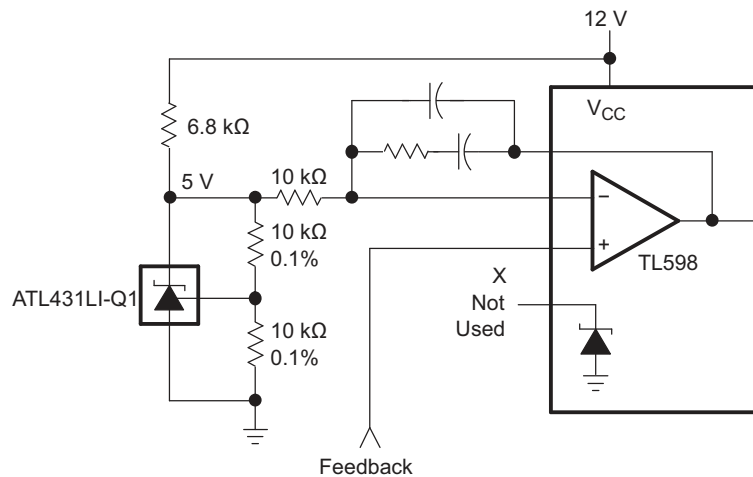 12 V
V_CC
6.8 kΩ
5 V
10 kΩ
10 kΩ
0.1%
ATL431LI-Q1
10 kΩ
0.1%
−
+
TL598
X
Not
Used
Feedback